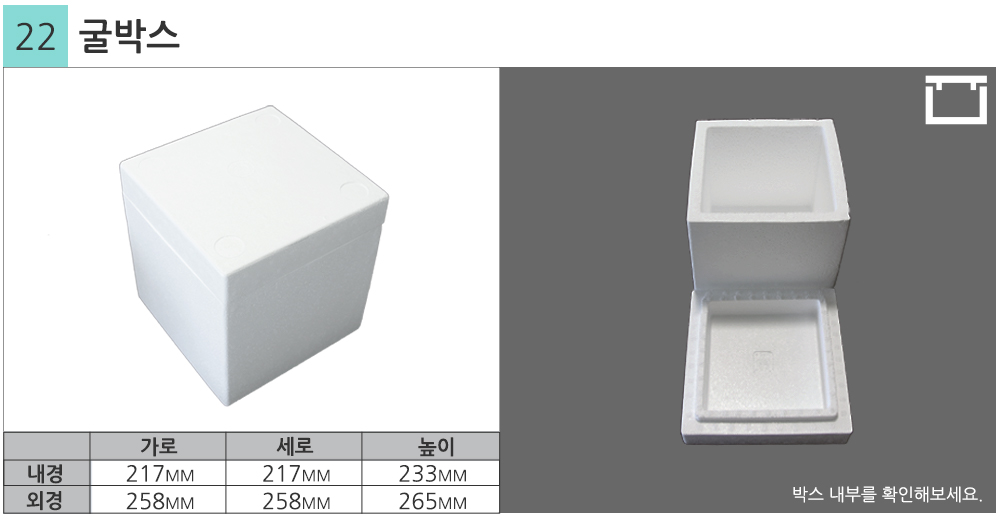 22 굴박스
가로 세로 높이
내경 217MM 217MM 233MM
외경 258MM 258MM 265MM
박스 내부를 확인해보세요.